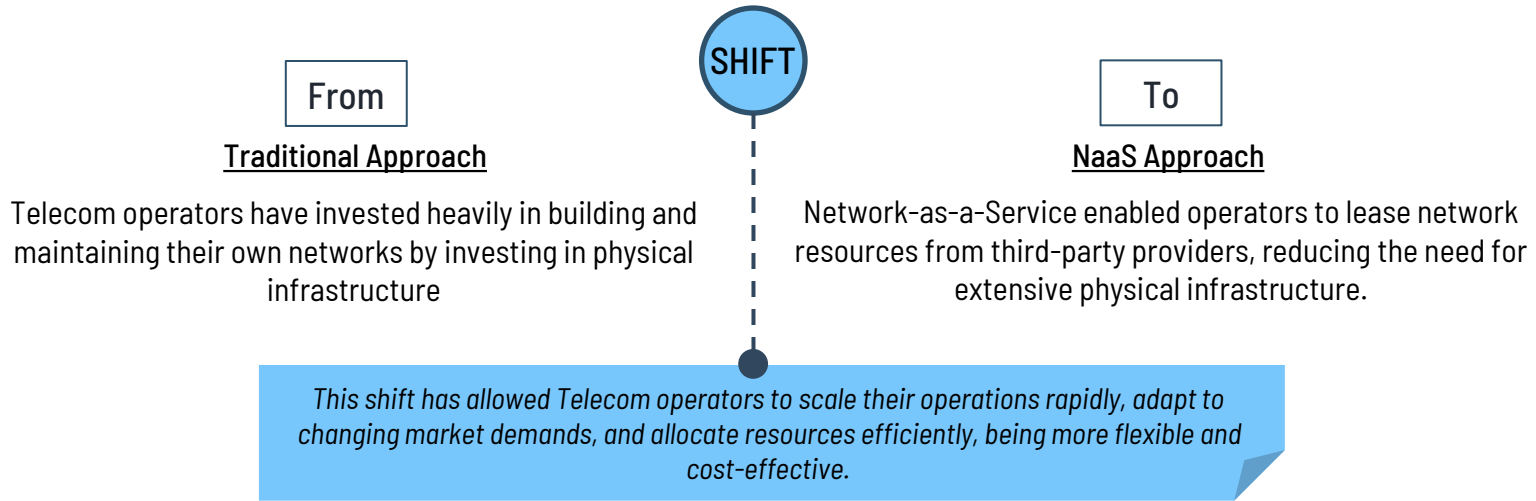 SHIFT
From
Traditional Approach
Telecom operators have invested heavily in building and
maintaining their own networks by investing in physical
infrastructure
To
NaaS Approach
Network-as-a-Service enabled operators to lease network
resources from third-party providers, reducing the need for
extensive physical infrastructure.
This shift has allowed Telecom operators to scale their operations rapidly, adapt to
changing market demands, and allocate resources efficiently, being more flexible and
cost-effective.